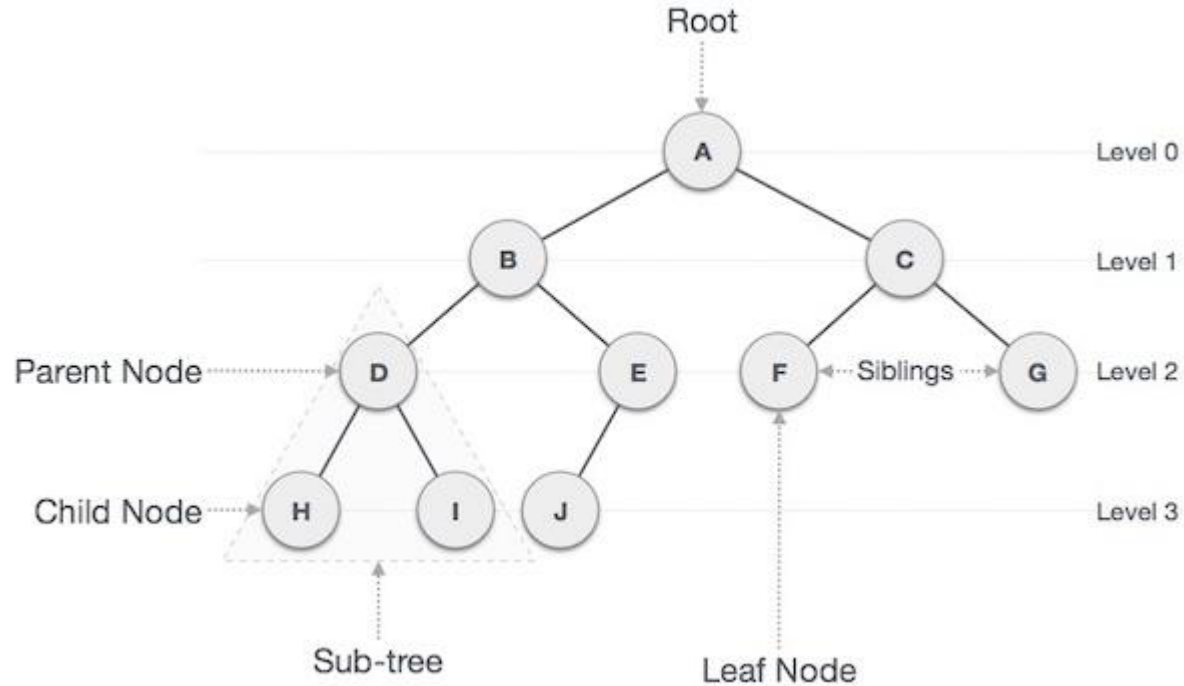 Root
A
Level 0
B
C
Level 1
Parent Node
D
E
F
Siblings
G
Level 2
Child Node
H
I
J
Level 3
Sub-tree
Leaf Node